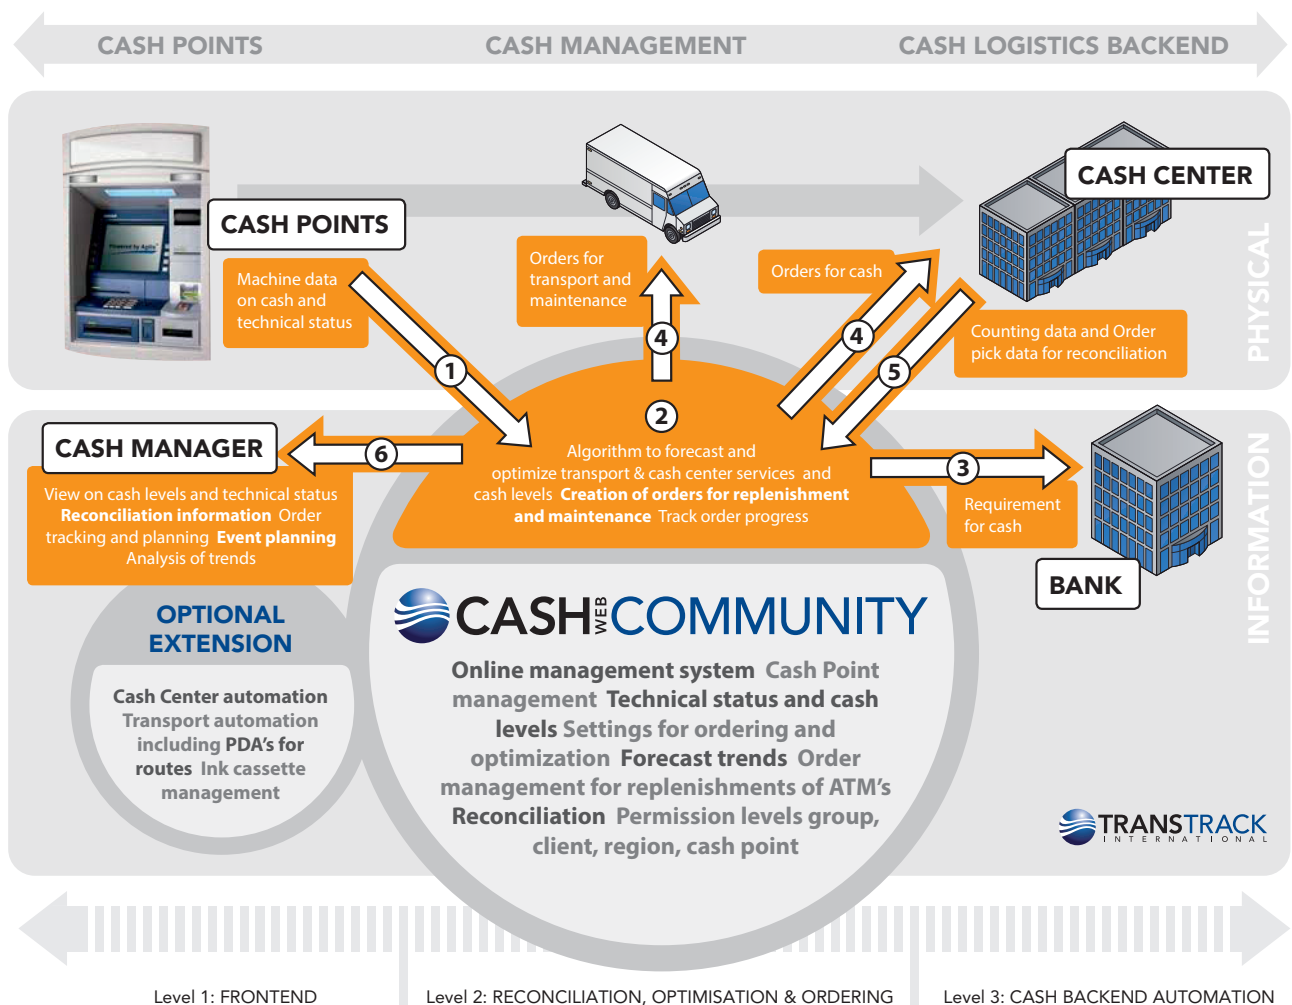 CASH POINTS
CASH MANAGEMENT
CASH LOGISTICS BACKEND
CASH POINTS
Machine data
on cash and
technical status
Powered by Agilis
Orders for
transport and
maintenance
Orders for cash
CASH CENTER
Counting data and Order
pick data for reconciliation
PHYSICAL
1
4
4
5
2
Algorithm to forecast and
optimize transport & cash center services and
cash levels Creation of orders for replenishment
and maintenance Track order progress
CASH MANAGER
6
View on cash levels and technical status
Reconciliation information Order
tracking and planning Event planning
Analysis of trends
3
Requirement
for cash
BANK
INFORMATION
OPTIONAL
EXTENSION
Cash Center automation
Transport automation
including PDA's for
routes Ink cassette
management
CASH WEB COMMUNITY
Online management system Cash Point
management Technical status and cash
levels Settings for ordering and
optimization Forecast trends Order
management for replenishments of ATM's
Reconciliation Permission levels group,
client, region, cash point
TRANSTRACK
INTERNATIONAL
Level 1: FRONTEND
Level 2: RECONCILIATION, OPTIMISATION & ORDERING
Level 3: CASH BACKEND AUTOMATION